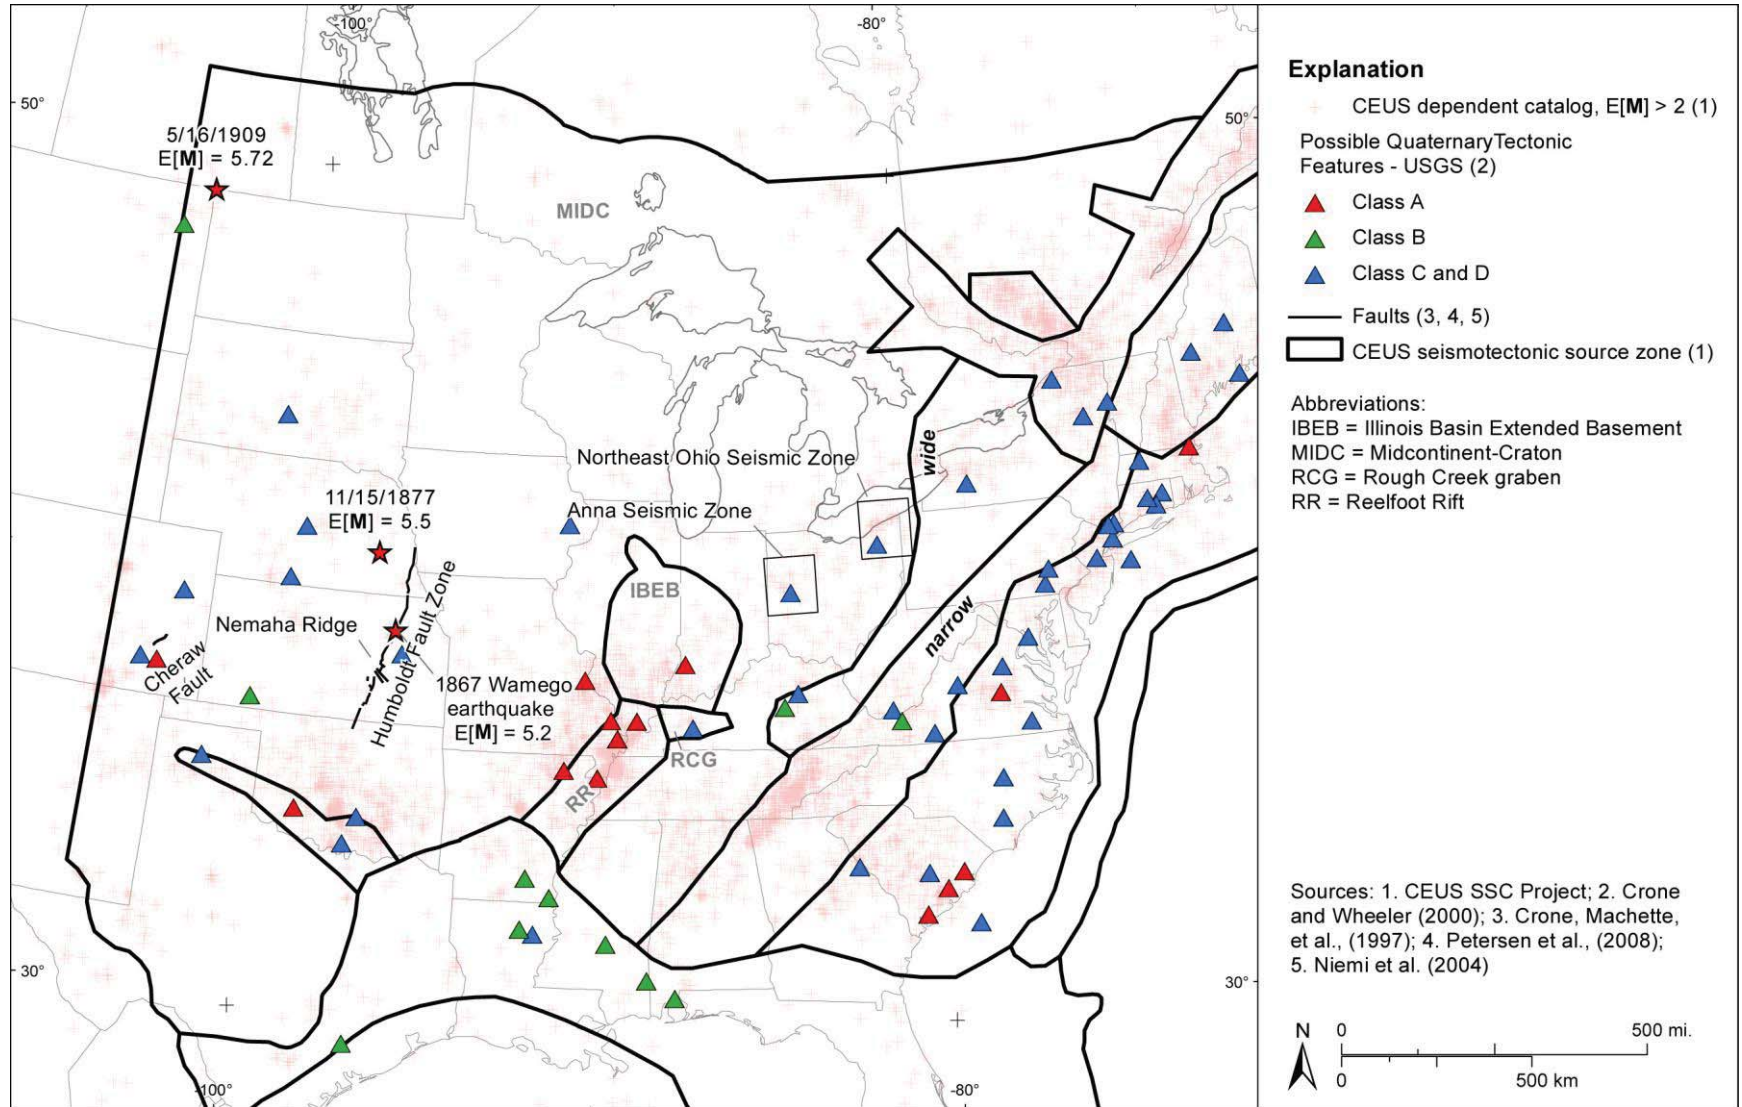 -100°
-80°
50°
50°
5/16/1909
E[M] = 5.72
MIDC
wide
Northeast Ohio Seismic Zone
11/15/1877
E[M] = 5.5
Anna Seismic Zone
IBEB
narrow
Nemaha Ridge
Humboldt Fault Zone
Cheraw
Fault
1867 Wamego
earthquake
E[M] = 5.2
RCG
RR
30°
30°
-100°
-80°
Explanation
CEUS dependent catalog, E[M] > 2 (1)
Possible QuaternaryTectonic
Features - USGS (2)
Class A
Class B
Class C and D
Faults (3, 4, 5)
CEUS seismotectonic source zone (1)
Abbreviations:
IBEB = Illinois Basin Extended Basement
MIDC = Midcontinent-Craton
RCG = Rough Creek graben
RR = Reelfoot Rift
Sources: 1. CEUS SSC Project; 2. Crone
and Wheeler (2000); 3. Crone, Machette,
et al., (1997); 4. Petersen et al., (2008);
5. Niemi et al. (2004)
N
0
500 mi.
0
500 km